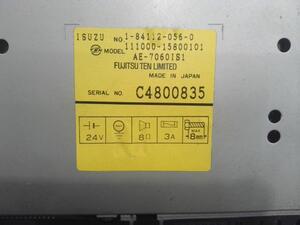 ISUZU NO. 1-84112-056-0
MODEL 111000-15800101
AE-7060IS1
FUJITSU TEN LIMITED
MADE IN JAPAN
SERIAL NO. C4800835
MAX
24V 8Ω 3A 8mm